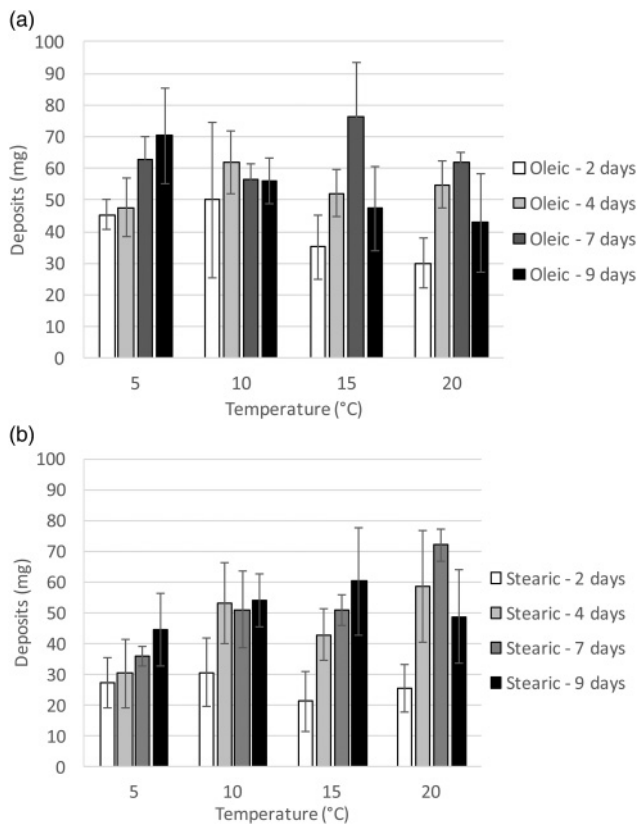 (a)
100
90
80
70
60
50
40
30
20
10
0
Deposits (mg)
5 10 15 20
Temperature (°C)
Oleic - 2 days
Oleic - 4 days
Oleic - 7 days
Oleic - 9 days
(b)
100
90
80
70
60
50
40
30
20
10
0
Deposits (mg)
5 10 15 20
Temperature (°C)
Stearic - 2 days
Stearic - 4 days
Stearic - 7 days
Stearic - 9 days